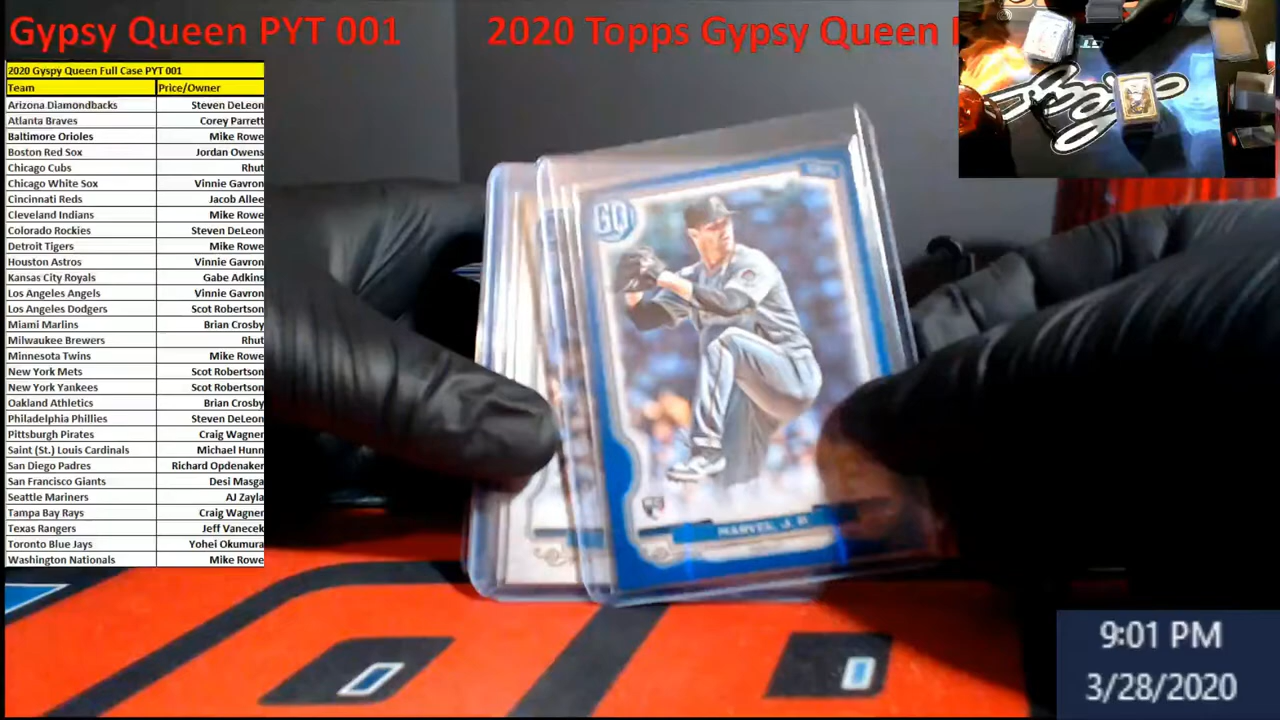 Gypsy Queen PYT 001
2020 Topps Gypsy Queen
2020 Gyspy Queen Full Case PYT 001
Team Price/Owner
Arizona Diamondbacks Steven DeLeon
Atlanta Braves Corey Parrett
Baltimore Orioles Mike Rowe
Boston Red Sox Jordan Owens
Chicago Cubs Rhut
Chicago White Sox Vinnie Gavron
Cincinnati Reds Jacob Allee
Cleveland Indians Mike Rowe
Colorado Rockies Steven DeLeon
Detroit Tigers Mike Rowe
Houston Astros Vinnie Gavron
Kansas City Royals Gabe Adkins
Los Angeles Angels Vinnie Gavron
Los Angeles Dodgers Scot Robertson
Miami Marlins Brian Crosby
Milwaukee Brewers Rhut
Minnesota Twins Mike Rowe
New York Mets Scot Robertson
New York Yankees Scot Robertson
Oakland Athletics Brian Crosby
Philadelphia Phillies Steven DeLeon
Pittsburgh Pirates Craig Wagner
Saint (St.) Louis Cardinals Michael Hunn
San Diego Padres Richard Opdenaker
San Francisco Giants Desi Masga
Seattle Mariners AJ Zayla
Tampa Bay Rays Craig Wagner
Texas Rangers Jeff Vanecek
Toronto Blue Jays Yohei Okumura
Washington Nationals Mike Rowe
GQ
9:01 PM
3/28/2020